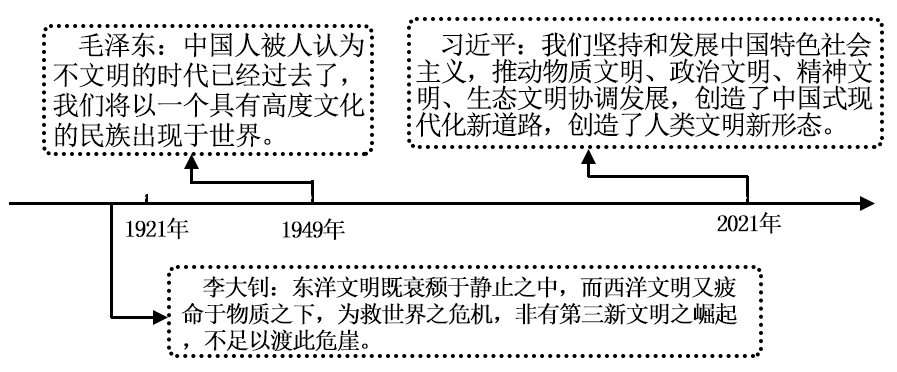 毛泽东：中国人被人认为
不文明的时代已经过去了，
我们将以一个具有高度文化
的民族出现于世界。
习近平：我们坚持和发展中国特色社会
主义，推动物质文明、政治文明、精神文
明、生态文明协调发展，创造了中国式现
代化新道路，创造了人类文明新形态。
1921年
1949年
2021年
李大钊：东洋文明既衰颓于静止之中，而西洋文明又疲
命于物质之下，为救世界之危机，非有第三新文明之崛起
，不足以渡此危崖。